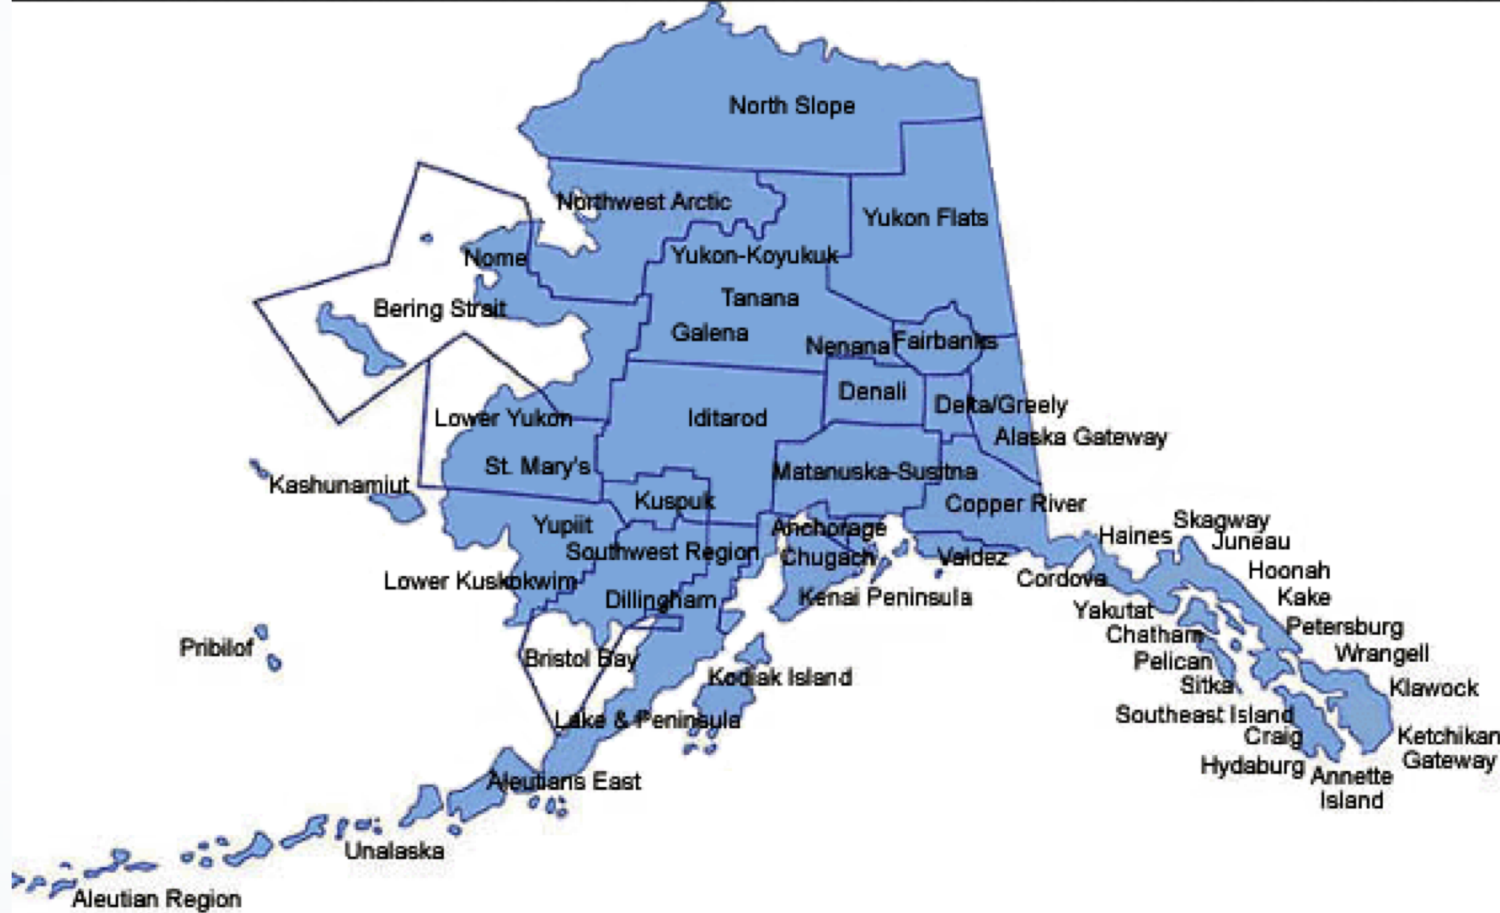 North Slope
Northwest Arctic
Yukon Flats
Nome
Yukon-Koyukuk
Tanana
Bering Strait
Galena
Nenana
Fairbanks
Denali
Delta/Greely
Lower Yukon
Iditarod
Alaska Gateway
St. Mary's
Matanuska-Susitna
Kashunamiut
Kuspuk
Copper River
Yupiit
Anchorage
Southwest Region
Chugach
Valdez
Haines
Skagway
Juneau
Hoonah
Lower Kuskokwim
Cordova
Kake
Dillingham
Kenai Peninsula
Yakutat
Petersburg
Chatham
Pribilof
Wrangell
Bristol Bay
Pelican
Kodiak Island
Sitka
Klawock
Lake & Peninsula
Southeast Island
Craig
Ketchikan
Gateway
Hydaburg
Annette
Island
Aleutians East
Unalaska
Aleutian Region